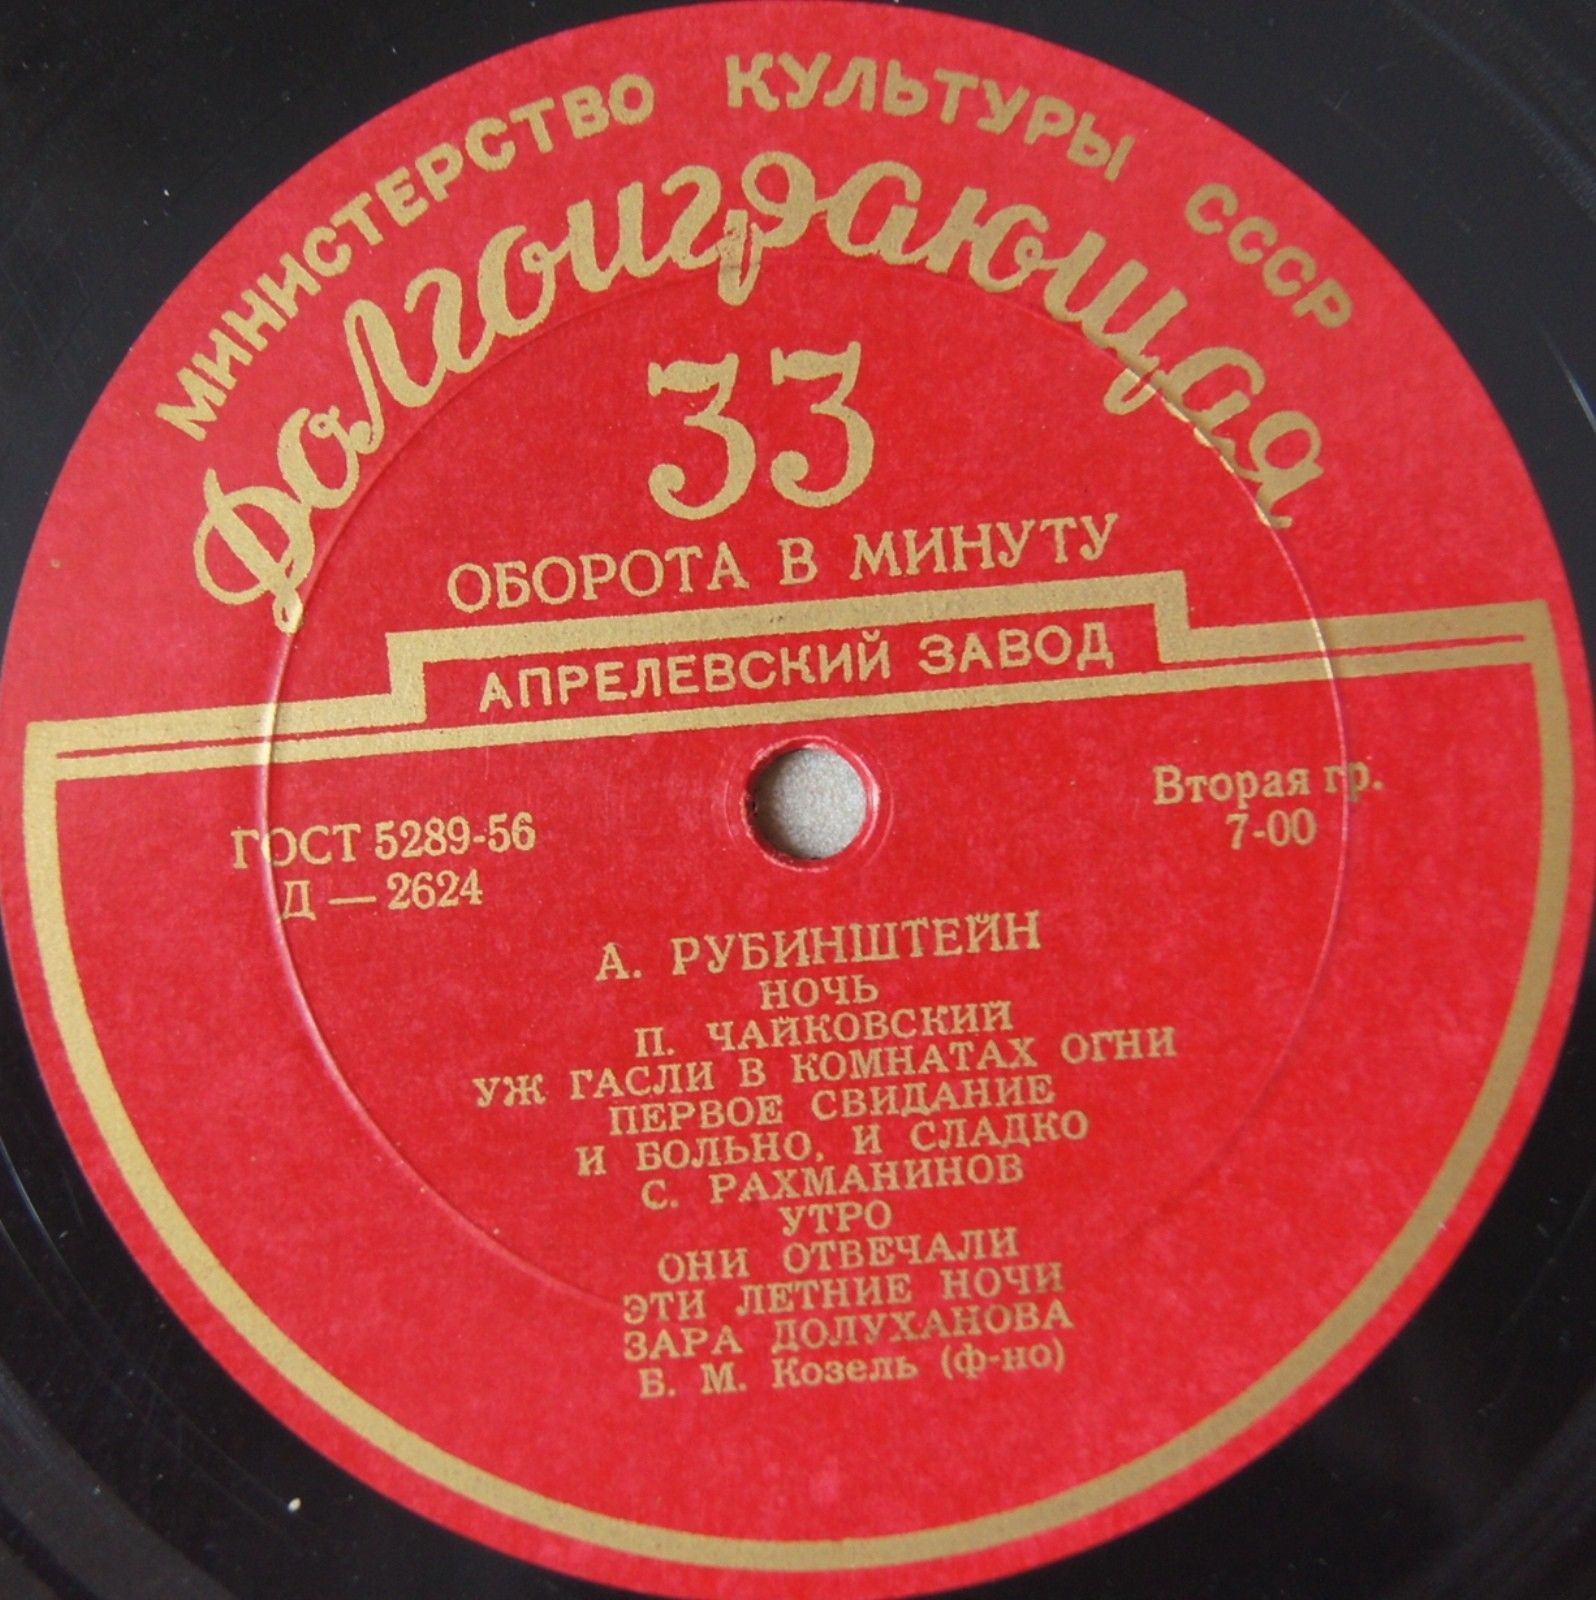 МИНИСТЕРСТВО КУЛЬТУРЫ СССР
Долгоиграющая
33
ОБОРОТА В МИНУТУ
АПРЕЛЕВСКИЙ ЗАВОД
ГОСТ 5289-56
Д — 2624
Вторая гр.
7-00
А. РУБИНШТЕЙН
НОЧЬ
П. ЧАЙКОВСКИЙ
УЖ ГАСЛИ В КОМНАТАХ ОГНИ
ПЕРВОЕ СВИДАНИЕ
И БОЛЬНО, И СЛАДКО
С. РАХМАНИНОВ
УТРО
ОНИ ОТВЕЧАЛИ
ЭТИ ЛЕТНИЕ НОЧИ
ЗАРА ДОЛУХАНОВА
Б. М. Козель (ф-но)